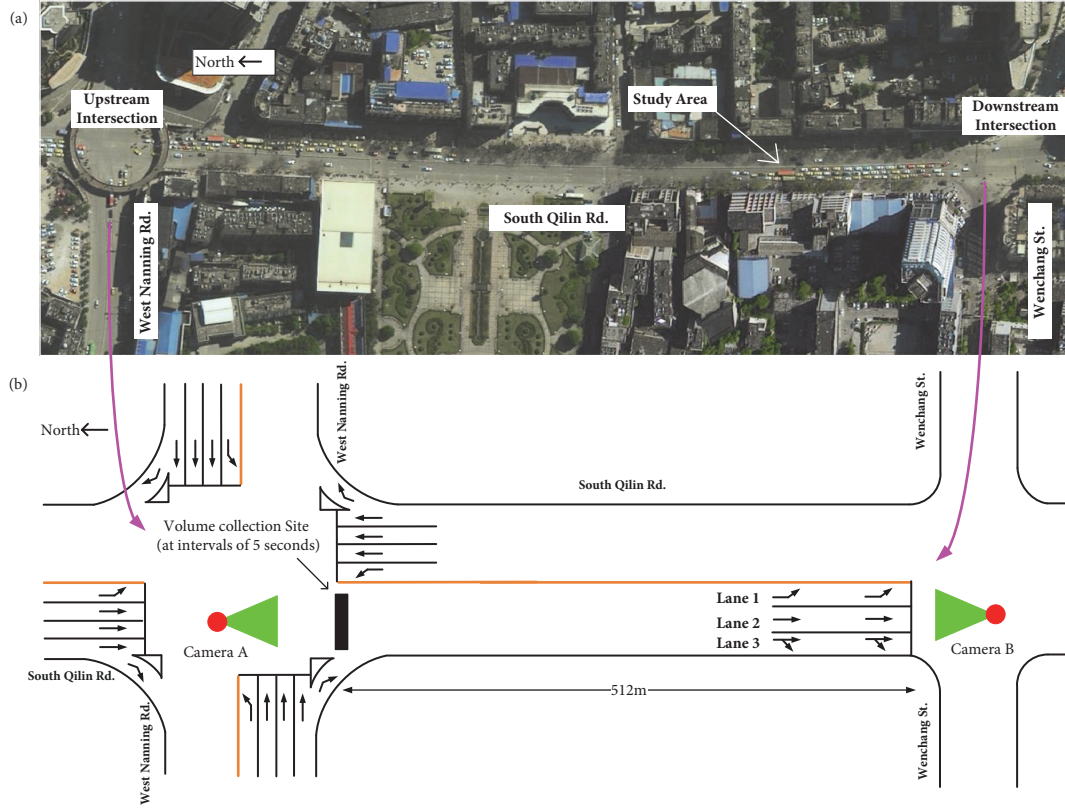 (a)
North
Upstream
Intersection
Study Area
Downstream
Intersection
West Nanning Rd.
South Qilin Rd.
Wenchang St.
(b)
North
West Nanning Rd.
Wenchang St.
South Qilin Rd.
Volume collection Site
(at intervals of 5 seconds)
Lane 1
Lane 2
Lane 3
Camera A
Camera B
South Qilin Rd.
512m
West Nanning Rd.
Wenchang St.